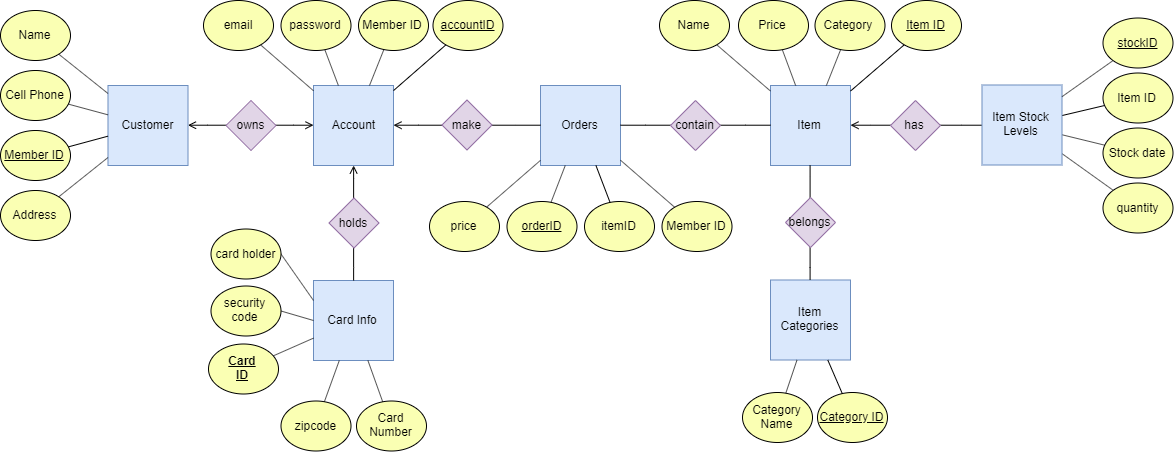 Name
email
password
Member ID
accountID
Name
Price
Category
Item ID
stockID
Cell Phone
Item ID
Customer
owns
Account
make
Orders
contain
Item
has
Item Stock
Levels
Member ID
Stock date
Address
holds
price
orderID
itemID
Member ID
belongs
quantity
card holder
security
code
Card Info
Item
Categories
Card
ID
zipcode
Card
Number
Category
Name
Category ID